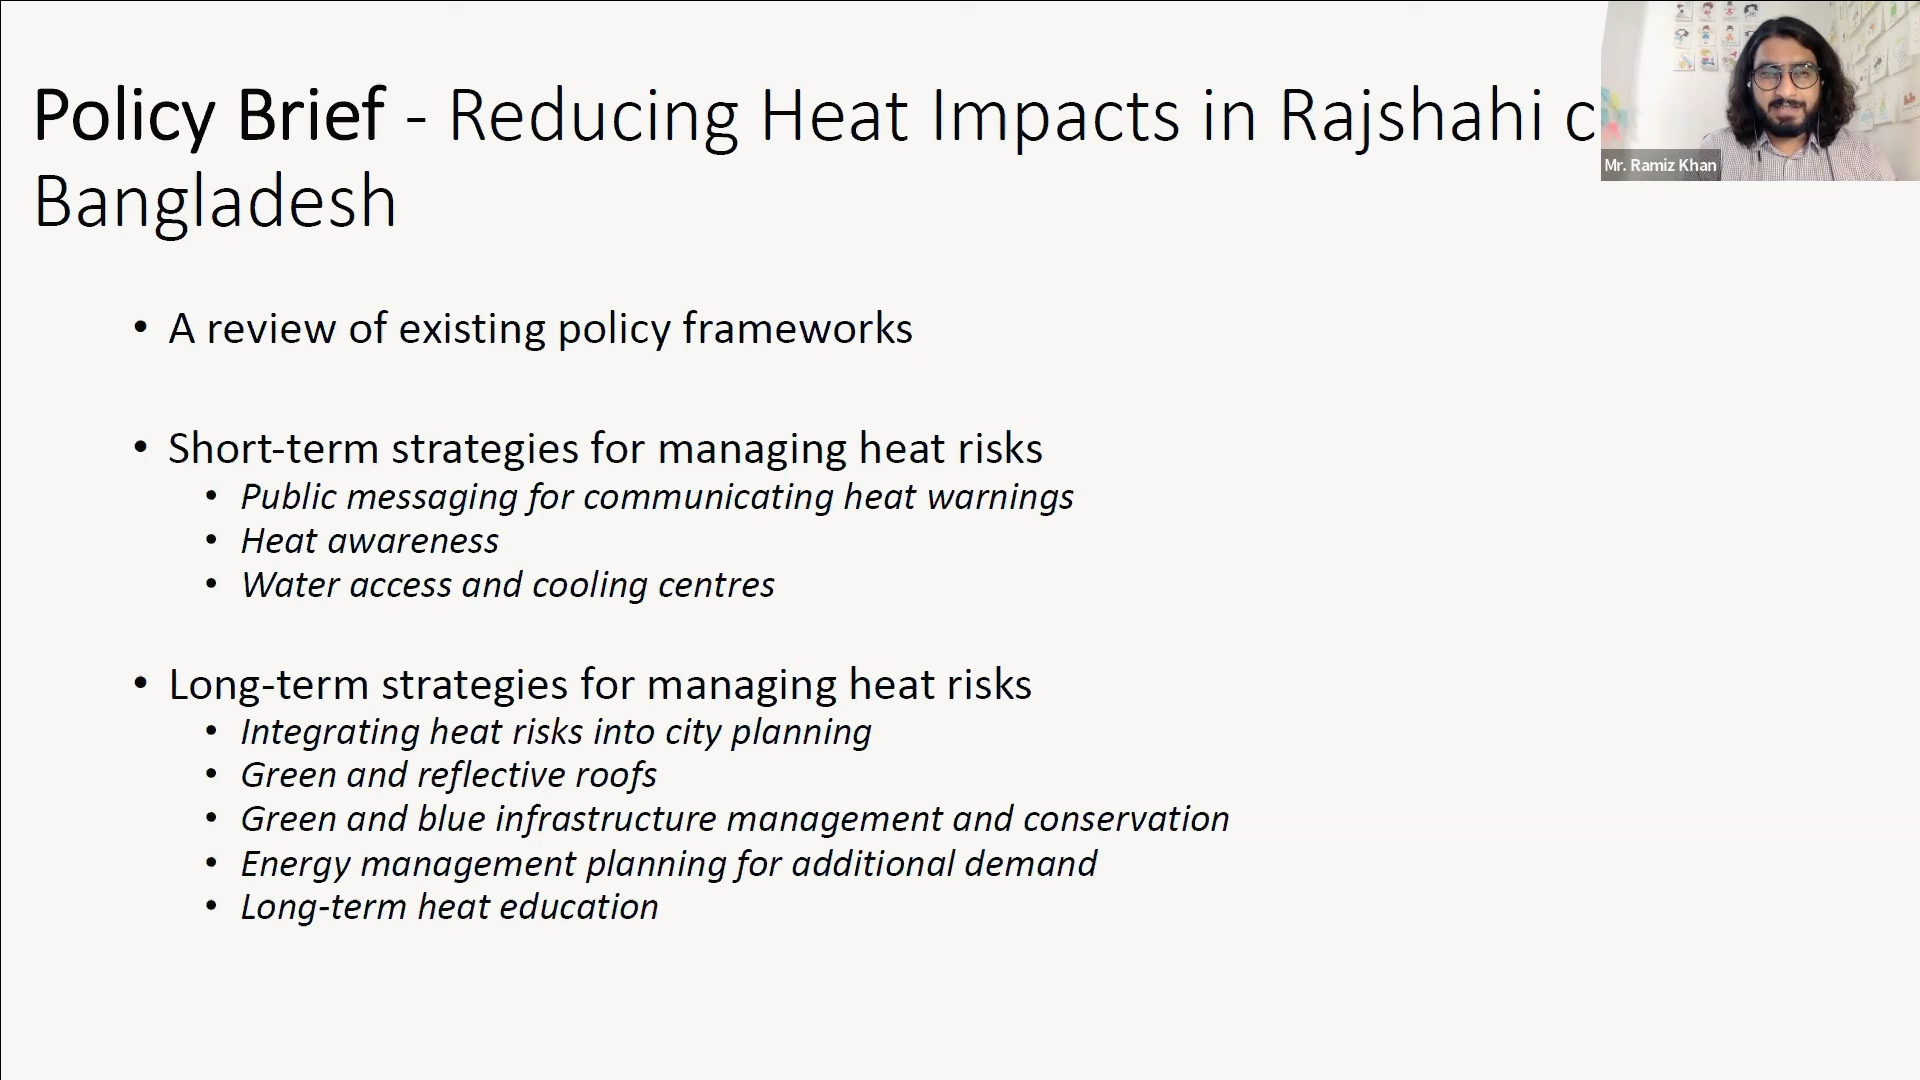 Policy Brief - Reducing Heat Impacts in Rajshahi c
Bangladesh
Mr. Ramiz Khan
• A review of existing policy frameworks
• Short-term strategies for managing heat risks
• Public messaging for communicating heat warnings
• Heat awareness
• Water access and cooling centres
• Long-term strategies for managing heat risks
• Integrating heat risks into city planning
• Green and reflective roofs
• Green and blue infrastructure management and conservation
• Energy management planning for additional demand
• Long-term heat education